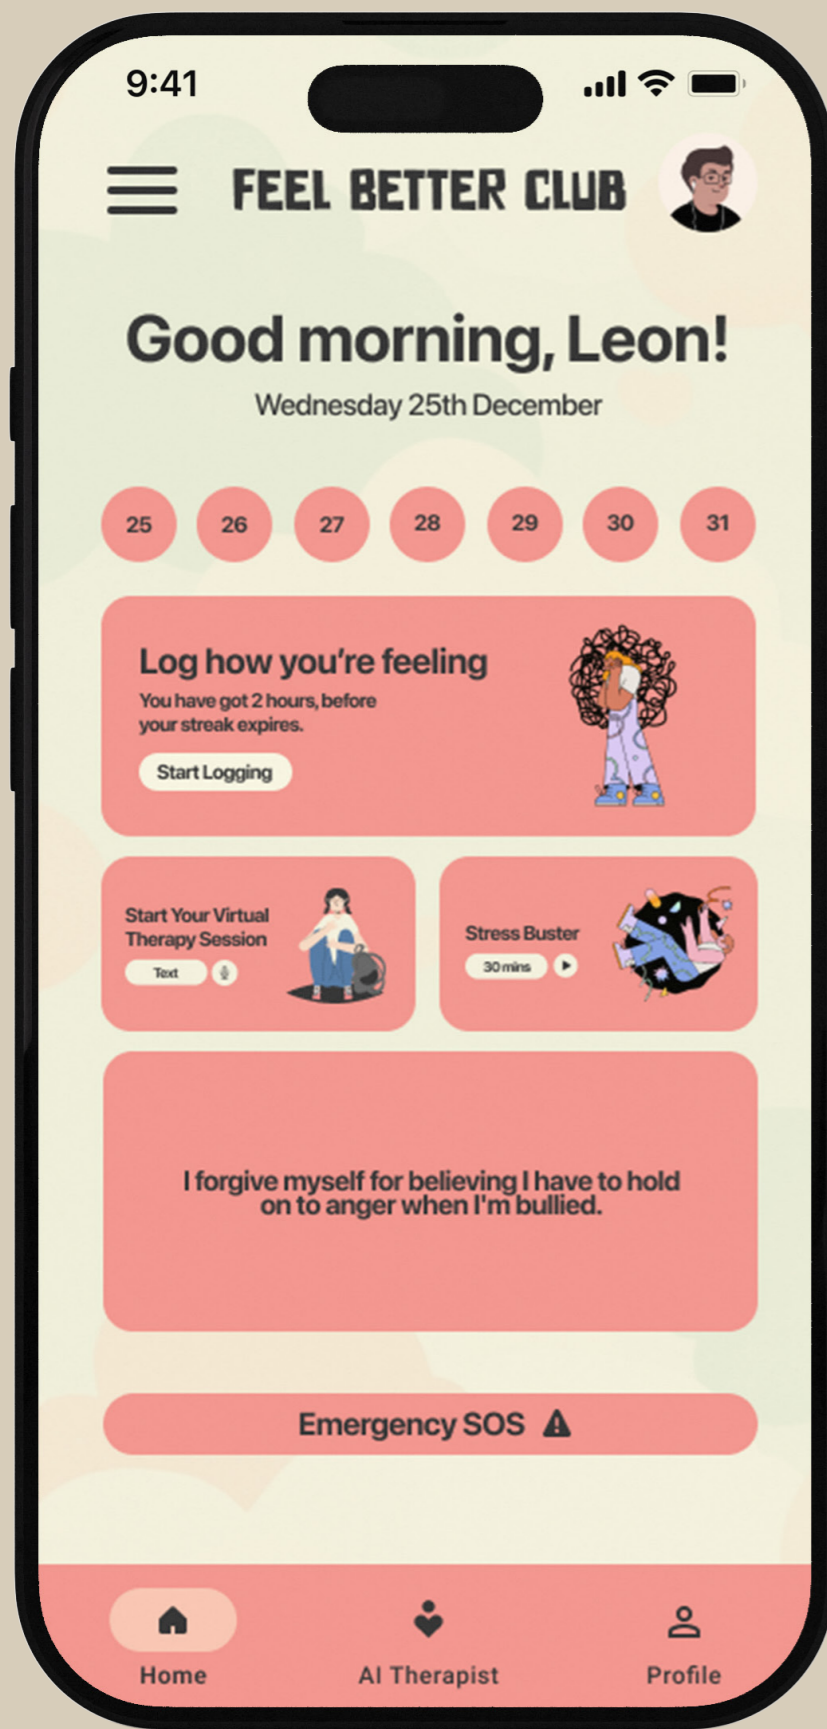 9:41
FEEL BETTER CLUB
Good morning, Leon!
Wednesday 25th December
25 26 27 28 29 30 31
Log how you're feeling
You have got 2 hours, before
your streak expires.
Start Logging
Start Your Virtual
Therapy Session
Text
Stress Buster
30 mins
I forgive myself for believing I have to hold
on to anger when I'm bullied.
Emergency SOS
Home AI Therapist Profile